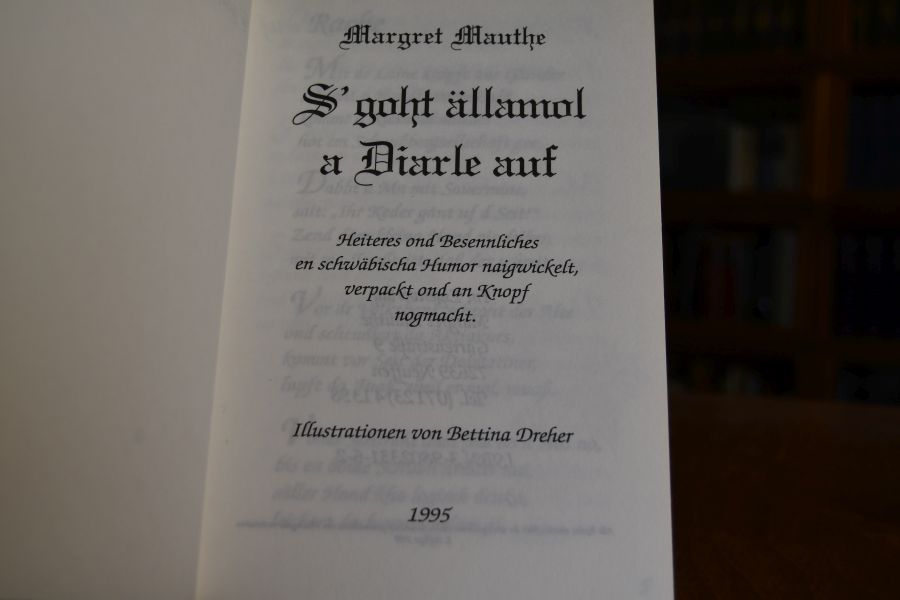 Margret Mauthe
S' goht ällamol
a Diarle auf
Heiteres ond Besennliches
en schwäbischa Humor naigwickelt,
verpackt ond an Knopf
nogmacht.
Illustrationen von Bettina Dreher
1995